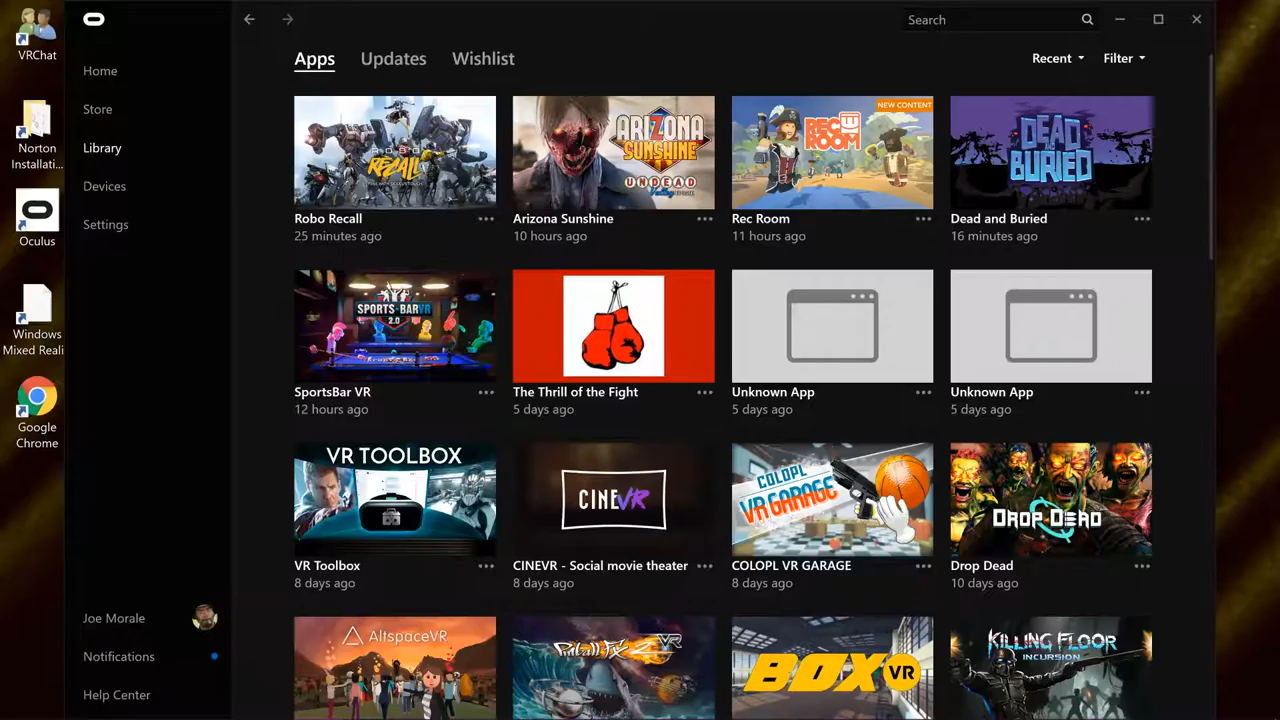 VRChat
Norton
Installati...
Oculus
Windows
Mixed Reali
Google
Chrome
Home
Store
Library
Devices
Settings
Joe Morale
Notifications
Help Center
Search
Apps
Updates
Wishlist
Recent
Filter
ROBO
RECALL
Robo Recall
25 minutes ago
ARIZONA
SUNSHINE
UNDEAD
Arizona Sunshine
10 hours ago
NEW CONTENT
REC
ROOM
Rec Room
11 hours ago
DEAD
BURIED
Dead and Buried
16 minutes ago
SPORTS·BARVR
2.0
SportsBar VR
12 hours ago
The Thrill of the Fight
5 days ago
Unknown App
5 days ago
Unknown App
5 days ago
VR TOOLBOX
VR Toolbox
8 days ago
CINEVR
CINEVR - Social movie theater
8 days ago
COLOPL
VR GARAGE
COLOPL VR GARAGE
8 days ago
DROP DEAD
Drop Dead
10 days ago
AltspaceVR
Pinball FX2 VR
BOX VR
KILLING FLOOR
INCURSION